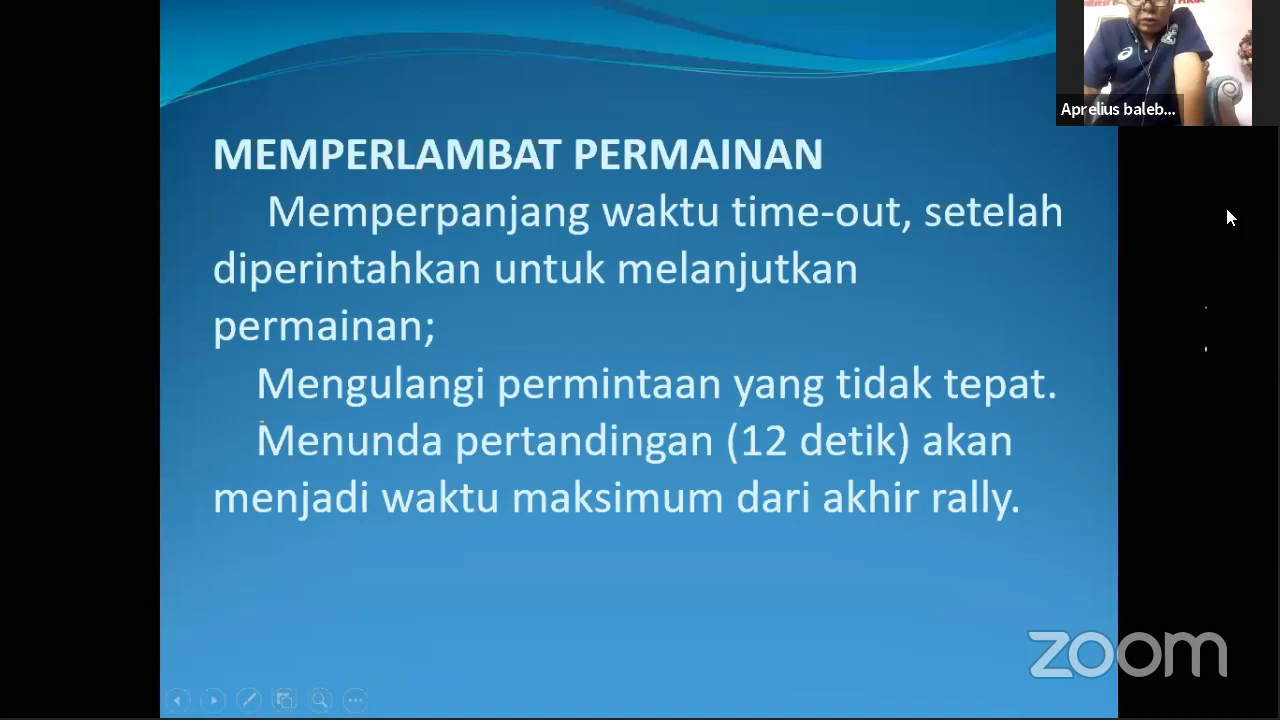 MEMPERLAMBAT PERMAINAN
Memperpanjang waktu time-out, setelah
diperintahkan untuk melanjutkan
permainan;
Mengulangi permintaan yang tidak tepat.
Menunda pertandingan (12 detik) akan
menjadi waktu maksimum dari akhir rally.
Aprelius baleb...
zoom